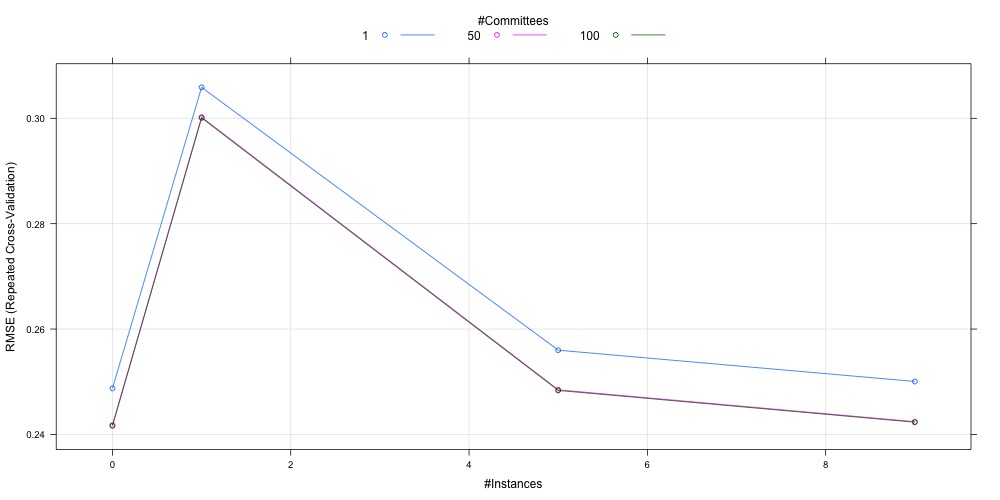 #Committees
1 50 100
RMSE (Repeated Cross-Validation)
0.30
0.28
0.26
0.24
0 2 4 6 8
#Instances